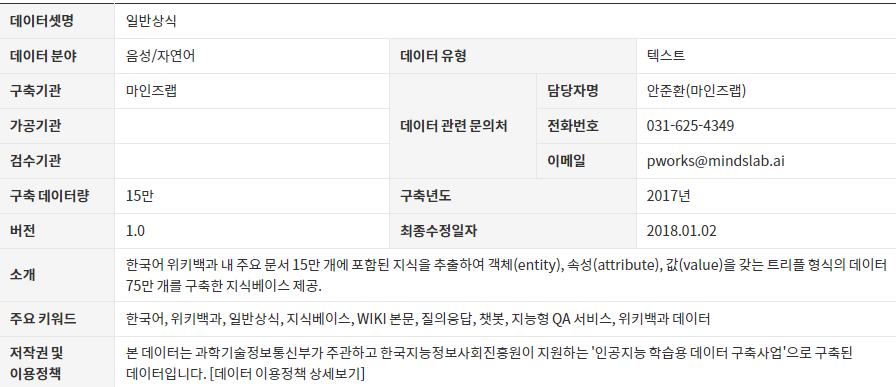 데이터셋명 일반상식
데이터 분야 음성/자연어 데이터 유형 텍스트
구축기관 마인즈랩 담당자명 안준환(마인즈랩)
가공기관 데이터 관련 문의처 전화번호 031-625-4349
검수기관 이메일 pworks@mindslab.ai
구축 데이터량 15만 구축년도 2017년
버전 1.0 최종수정일자 2018.01.02
소개 한국어 위키백과 내 주요 문서 15만 개에 포함된 지식을 추출하여 객체(entity), 속성(attribute), 값(value)을 갖는 트리플 형식의 데이터
75만 개를 구축한 지식베이스 제공.
주요 키워드 한국어, 위키백과, 일반상식, 지식베이스, WIKI 본문, 질의응답, 챗봇, 지능형 QA 서비스, 위키백과 데이터
저작권 및 본 데이터는 과학기술정보통신부가 주관하고 한국지능정보사회진흥원이 지원하는 '인공지능 학습용 데이터 구축사업'으로 구축된
이용정책 데이터입니다. [데이터 이용정책 상세보기]